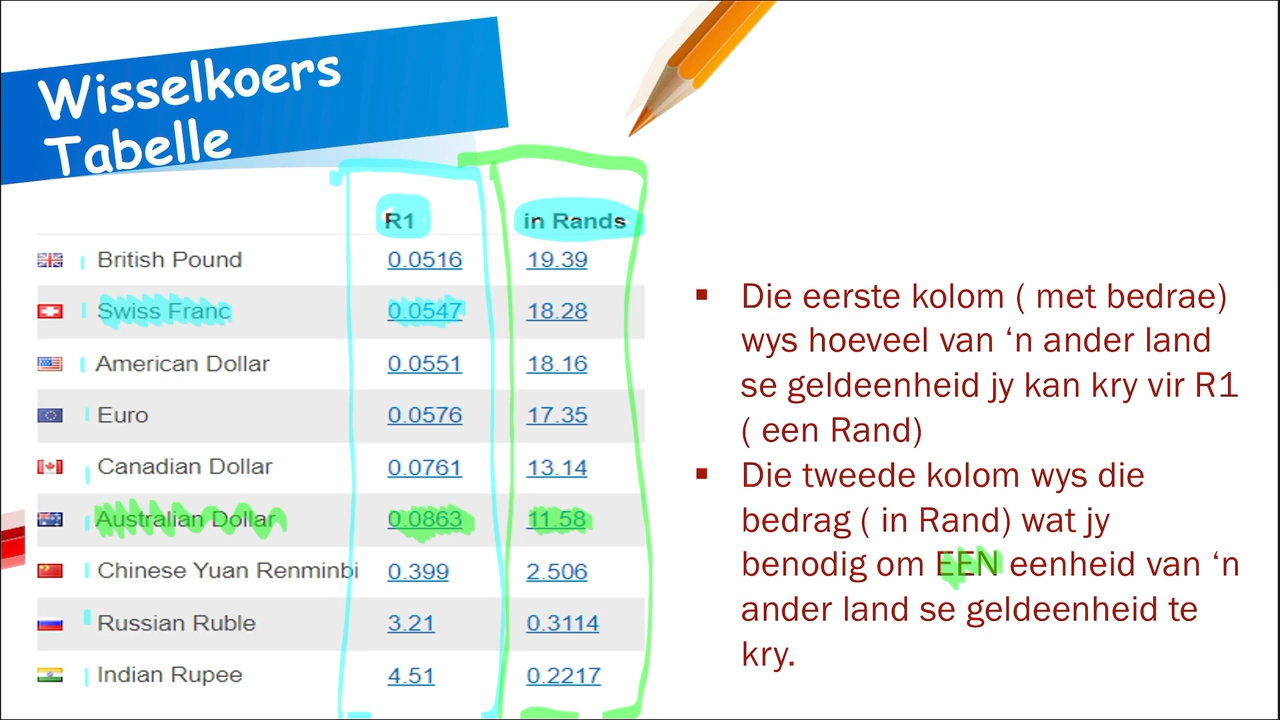 Wisselkoers
Tabelle
R1 in Rands
British Pound 0.0516 19.39
Swiss Franc 0.0547 18.28
American Dollar 0.0551 18.16
Euro 0.0576 17.35
Canadian Dollar 0.0761 13.14
Australian Dollar 0.0863 11.58
Chinese Yuan Renminbi 0.399 2.506
Russian Ruble 3.21 0.3114
Indian Rupee 4.51 0.2217
▪ Die eerste kolom ( met bedrae)
wys hoeveel van ‘n ander land
se geldeenheid jy kan kry vir R1
( een Rand)
▪ Die tweede kolom wys die
bedrag ( in Rand) wat jy
benodig om EEN eenheid van ‘n
ander land se geldeenheid te
kry.